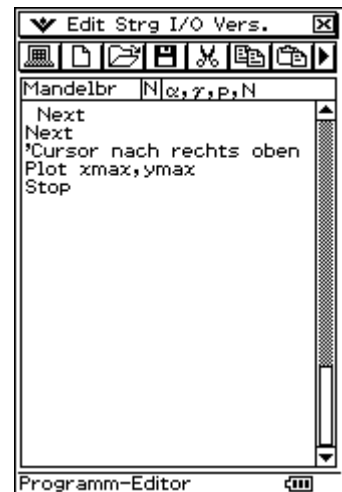 Edit Strg I/O Vers.
Mandelbr N α,γ,p,N
Next
Next
'Cursor nach rechts oben
Plot xmax,ymax
Stop
Programm-Editor